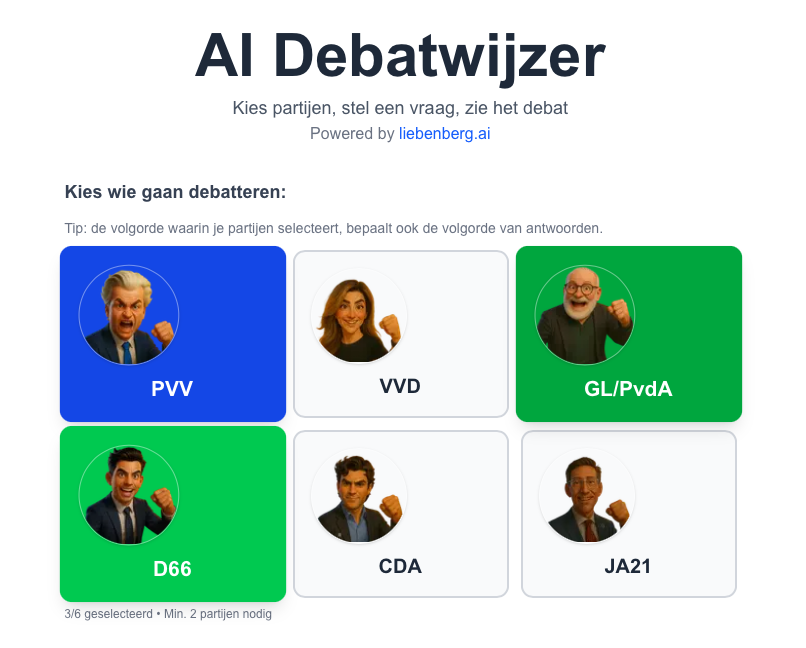 AI Debatwijzer
Kies partijen, stel een vraag, zie het debat
Powered by liebenberg.ai
Kies wie gaan debatteren:
Tip: de volgorde waarin je partijen selecteert, bepaalt ook de volgorde van antwoorden.
PVV
VVD
GL/PvdA
D66
CDA
JA21
3/6 geselecteerd • Min. 2 partijen nodig